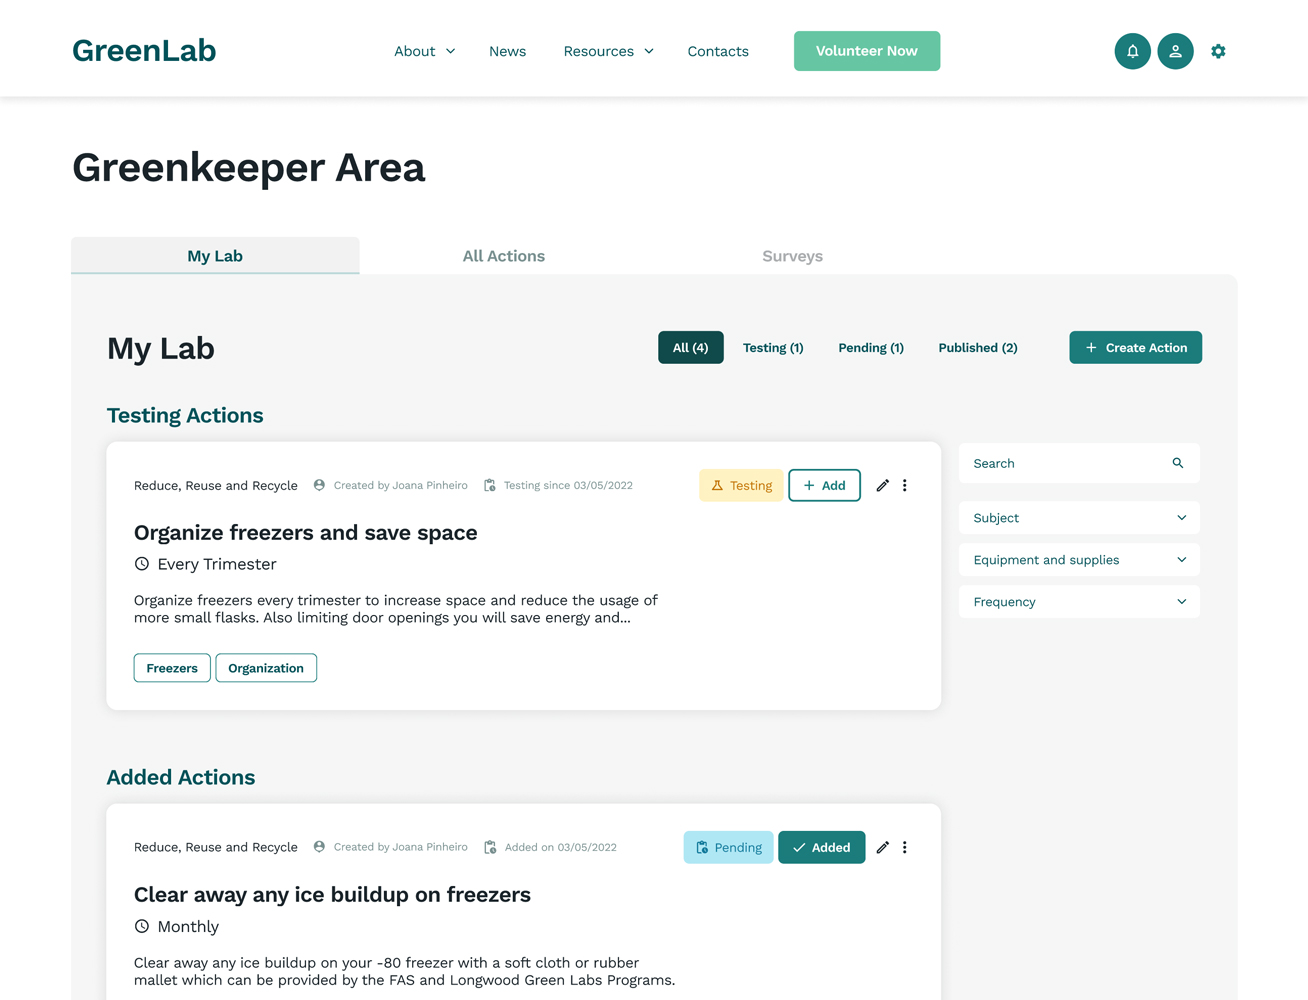 GreenLab
About
News
Resources
Contacts
Volunteer Now
Greenkeeper Area
My Lab
All Actions
Surveys
My Lab
All (4)
Testing (1)
Pending (1)
Published (2)
+ Create Action
Testing Actions
Reduce, Reuse and Recycle
Created by Joana Pinheiro
Testing since 03/05/2022
Testing
+ Add
Organize freezers and save space
Every Trimester
Organize freezers every trimester to increase space and reduce the usage of
more small flasks. Also limiting door openings you will save energy and...
Freezers
Organization
Search
Subject
Equipment and supplies
Frequency
Added Actions
Reduce, Reuse and Recycle
Created by Joana Pinheiro
Added on 03/05/2022
Pending
Added
Clear away any ice buildup on freezers
Monthly
Clear away any ice buildup on your -80 freezer with a soft cloth or rubber
mallet which can be provided by the FAS and Longwood Green Labs Programs.